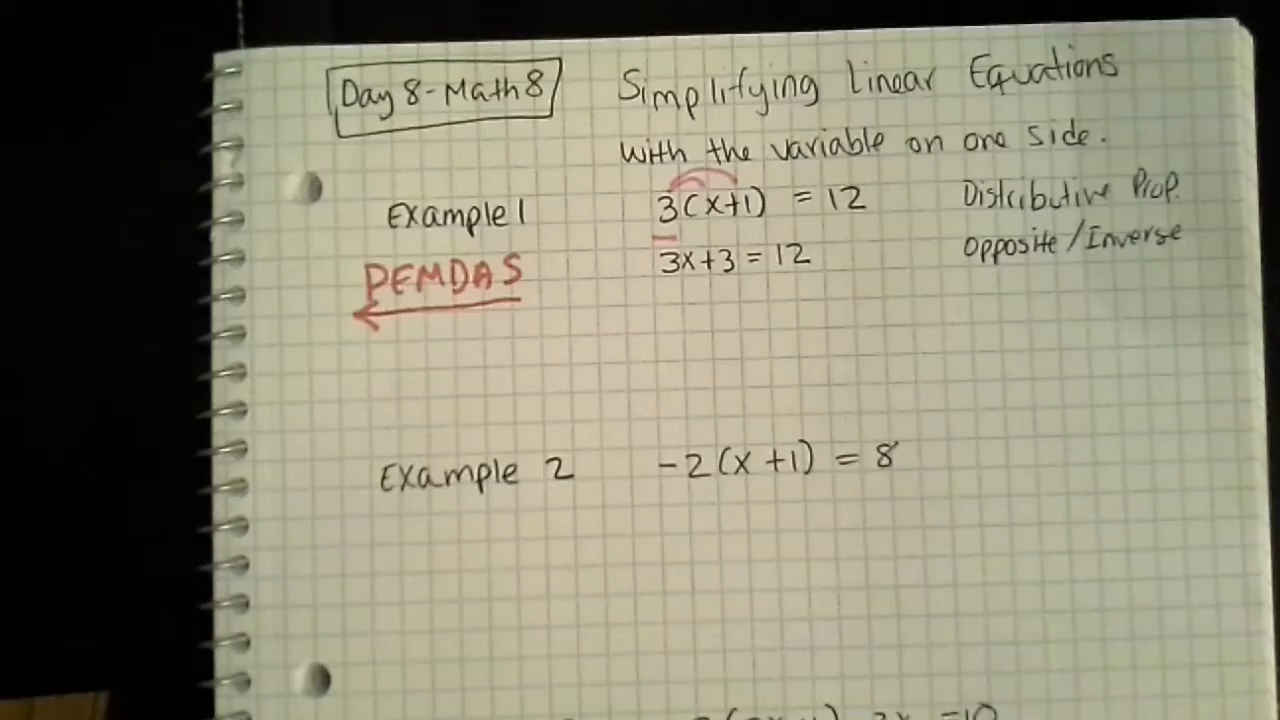 Day 8-Math 8
Simplifying Linear Equations
with the variable on one side.
Example 1
3(x+1) = 12
Distributive Prop.
3x+3 = 12
Opposite/Inverse
PEMDAS
Example 2
-2(x+1) = 8
=10